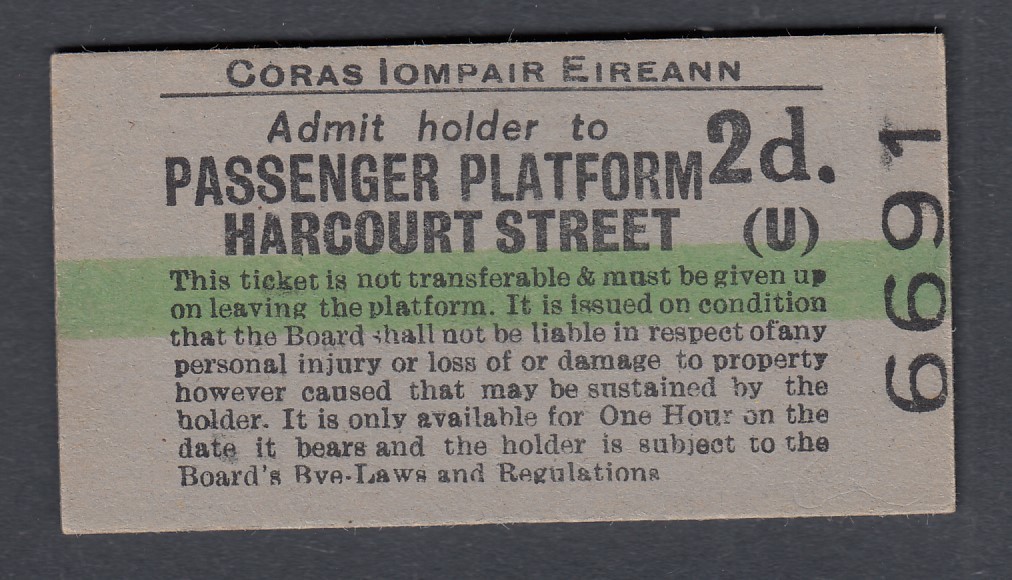 CORAS IOMPAIR EIREANN
Admit holder to
PASSENGER PLATFORM 2d.
HARCOURT STREET (U)
This ticket is not transferable & must be given up
on leaving the platform. It is issued on condition
that the Board shall not be liable in respect of any
personal injury or loss of or damage to property
however caused that may be sustained by the
holder. It is only available for One Hour on the
date it bears and the holder is subject to the
Board's Bye-Laws and Regulations
6691